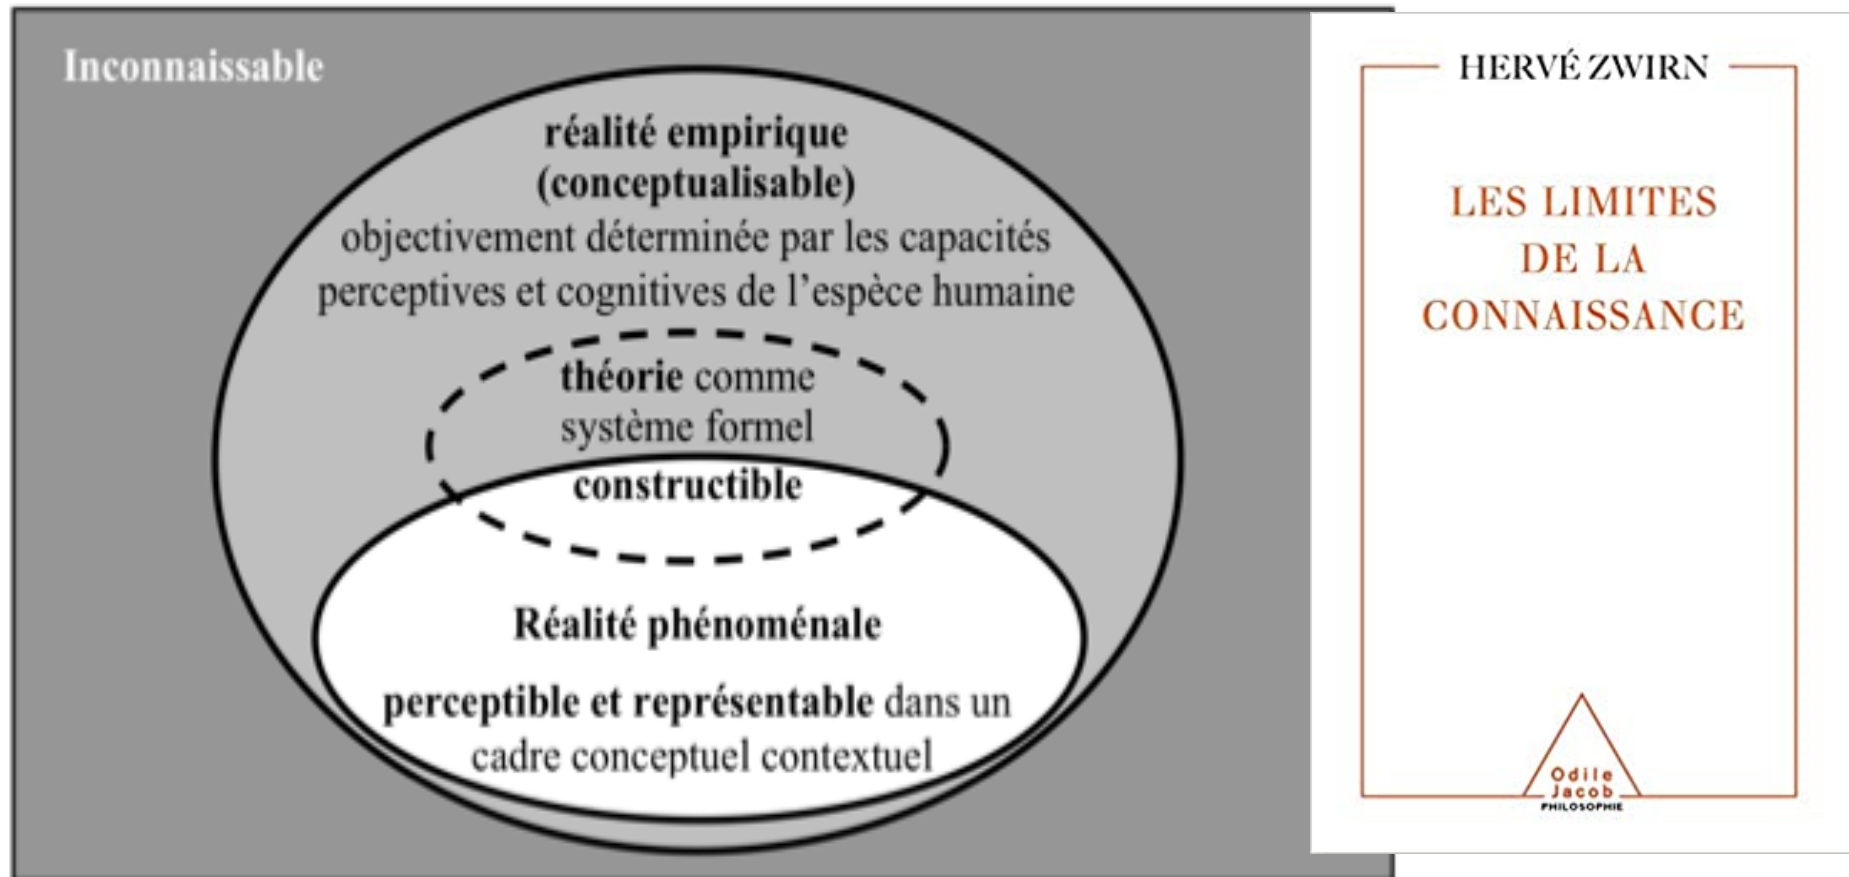 Inconnaissable
réalité empirique
(conceptualisable)
objectivement déterminée par les capacités
perceptives et cognitives de l’espèce humaine
théorie comme
système formel
constructible
Réalité phénoménale
perceptible et représentable dans un
cadre conceptuel contextuel
HERVÉ ZWIRN
LES LIMITES
DE LA
CONNAISSANCE
Odile
Jacob
PHILOSOPHIE